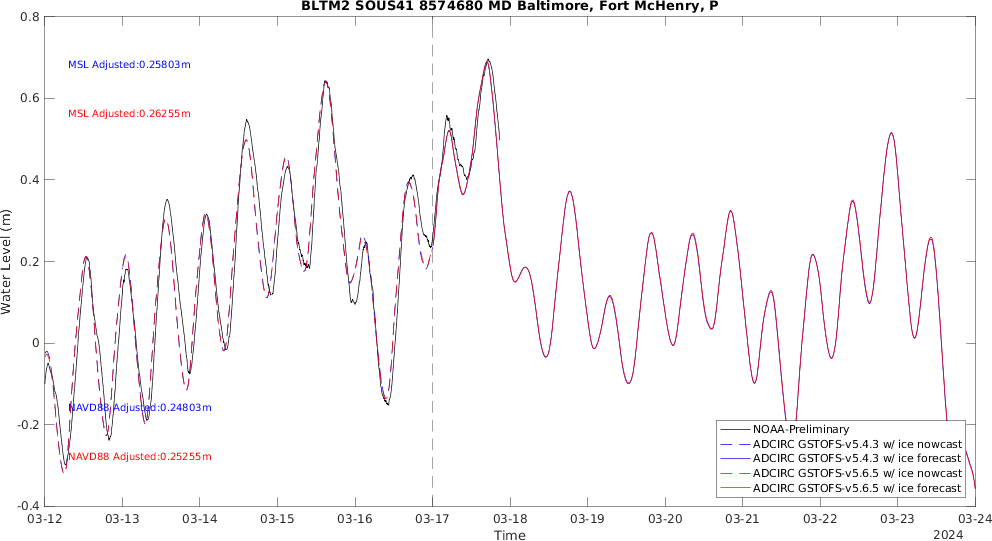 BLTM2 SOUS41 8574680 MD Baltimore, Fort McHenry, P
0.8
0.6
0.4
0.2
0
-0.2
-0.4
Water Level (m)
MSL Adjusted:0.25803m
MSL Adjusted:0.26255m
NAVD88 Adjusted:0.24803m
NAVD88 Adjusted:0.25255m
NOAA-Preliminary
ADCIRC GSTOFS-v5.4.3 w/ ice nowcast
ADCIRC GSTOFS-v5.4.3 w/ ice forecast
ADCIRC GSTOFS-v5.6.5 w/ ice nowcast
ADCIRC GSTOFS-v5.6.5 w/ ice forecast
03-12 03-13 03-14 03-15 03-16 03-17 03-18 03-19 03-20 03-21 03-22 03-23 03-24
Time
2024